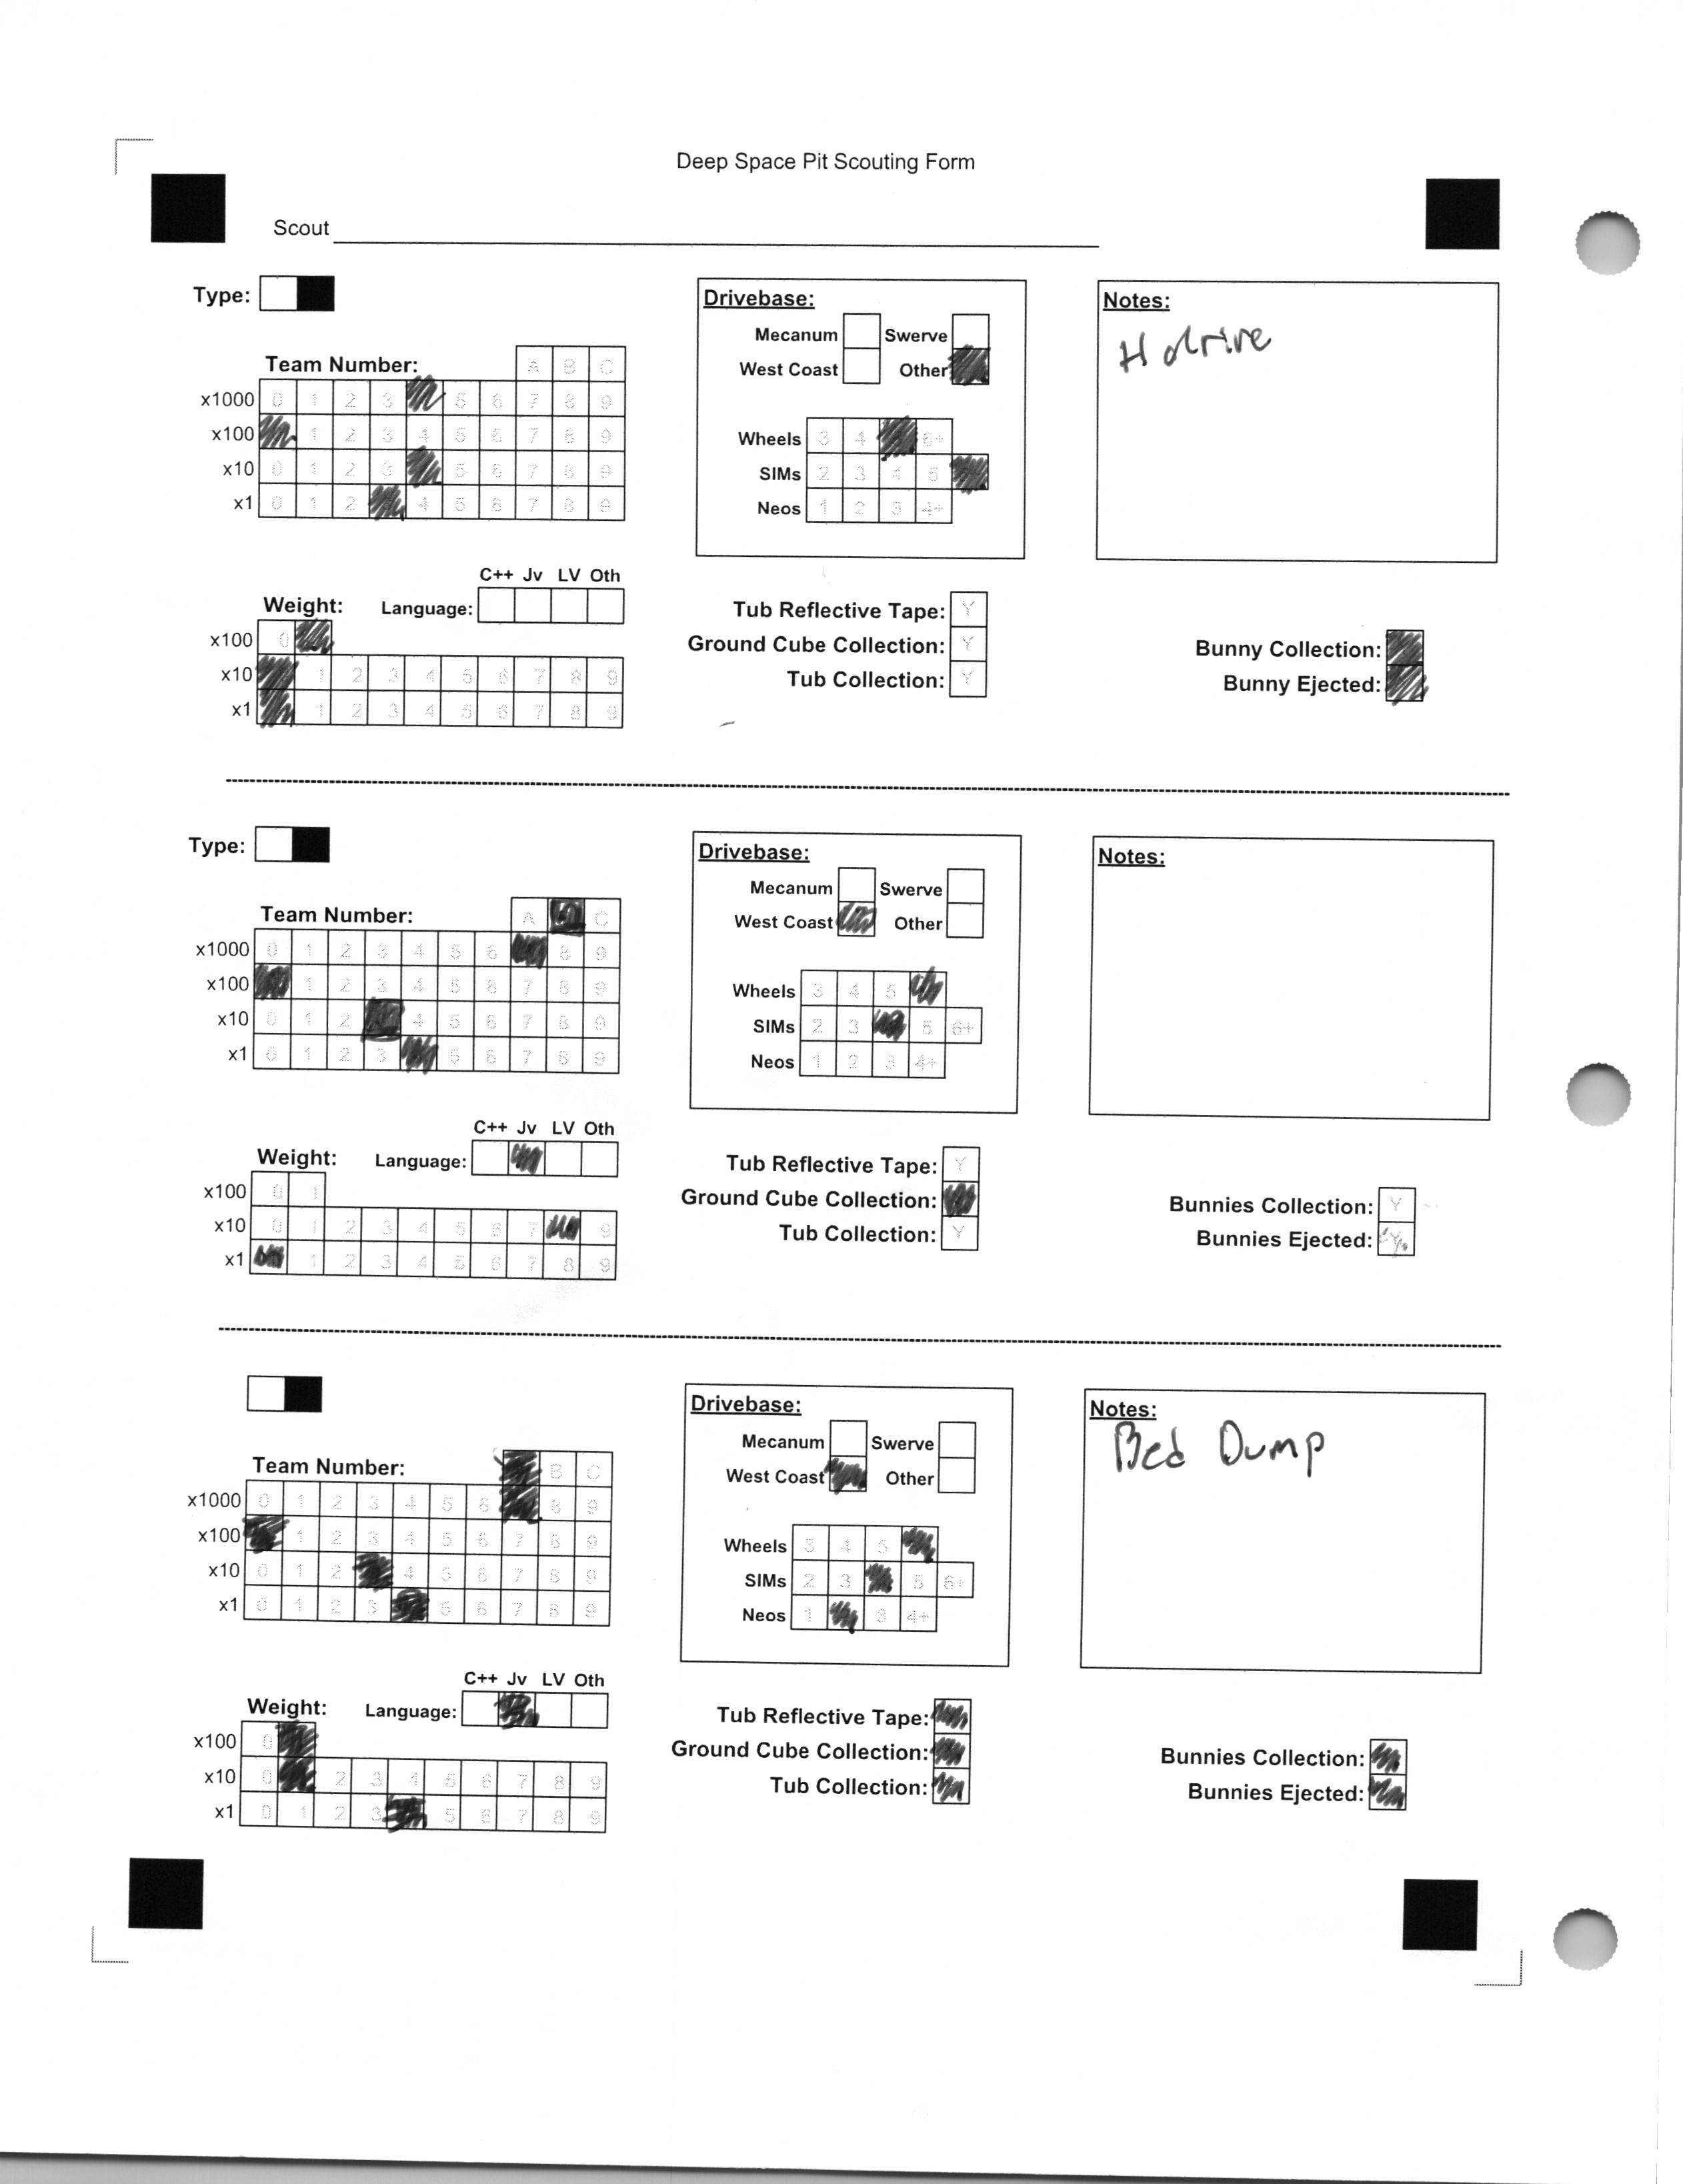 Deep Space Pit Scouting Form
Scout
Type:
Team Number:
A B C
x1000 0 1 2 3 5 6 7 8 9
x100 1 2 3 4 5 6 7 8 9
x10 0 1 2 3 5 6 7 8 9
x1 0 1 2 4 5 6 7 8 9
Drivebase:
Mecanum Swerve
West Coast Other
Wheels 3 4 6+
SIMs 2 3 4 5
Neos 1 2 3 4+
Notes:
H drive
C++ Jv LV Oth
Weight: Language:
x100 0
x10 1 2 3 4 5 6 7 8 9
x1 1 2 3 4 5 6 7 8 9
Tub Reflective Tape: Y
Ground Cube Collection: Y
Tub Collection: Y
Bunny Collection:
Bunny Ejected:
Type:
Team Number:
A C
x1000 0 1 2 3 4 5 6 8 9
x100 1 2 3 4 5 6 7 8 9
x10 0 1 2 4 5 6 7 8 9
x1 0 1 2 3 5 6 7 8 9
Drivebase:
Mecanum Swerve
West Coast Other
Wheels 3 4 5
SIMs 2 3 5 6+
Neos 1 2 3 4+
Notes:
C++ Jv LV Oth
Weight: Language:
x100 0 1
x10 0 1 2 3 4 5 6 7 9
x1 1 2 3 4 5 6 7 8 9
Tub Reflective Tape: Y
Ground Cube Collection:
Tub Collection: Y
Bunnies Collection: Y
Bunnies Ejected: Y
Team Number:
B C
x1000 0 1 2 3 4 5 6 8 9
x100 1 2 3 4 5 6 7 8 9
x10 0 1 2 4 5 6 7 8 9
x1 0 1 2 3 5 6 7 8 9
Drivebase:
Mecanum Swerve
West Coast Other
Wheels 3 4 5
SIMs 2 3 5 6+
Neos 1 3 4+
Notes:
Bed Dump
C++ Jv LV Oth
Weight: Language:
x100 0
x10 0 2 3 4 5 6 7 8 9
x1 0 1 2 3 5 6 7 8 9
Tub Reflective Tape:
Ground Cube Collection:
Tub Collection:
Bunnies Collection:
Bunnies Ejected: